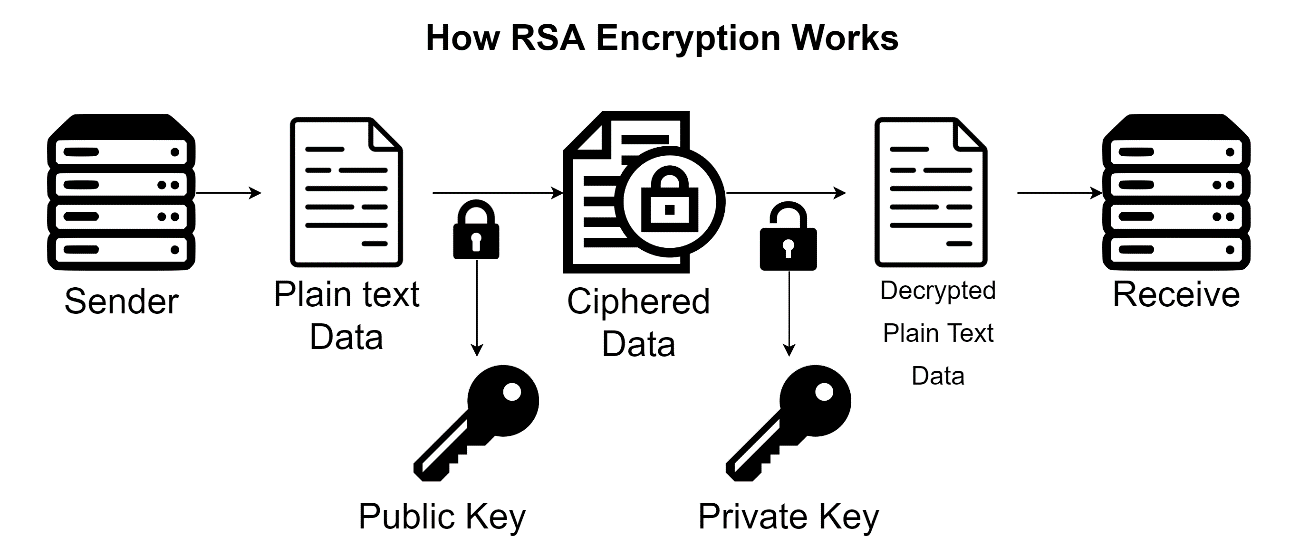 How RSA Encryption Works
Sender
Plain text
Data
Ciphered
Data
Decrypted
Plain Text
Data
Receive
Public Key
Private Key